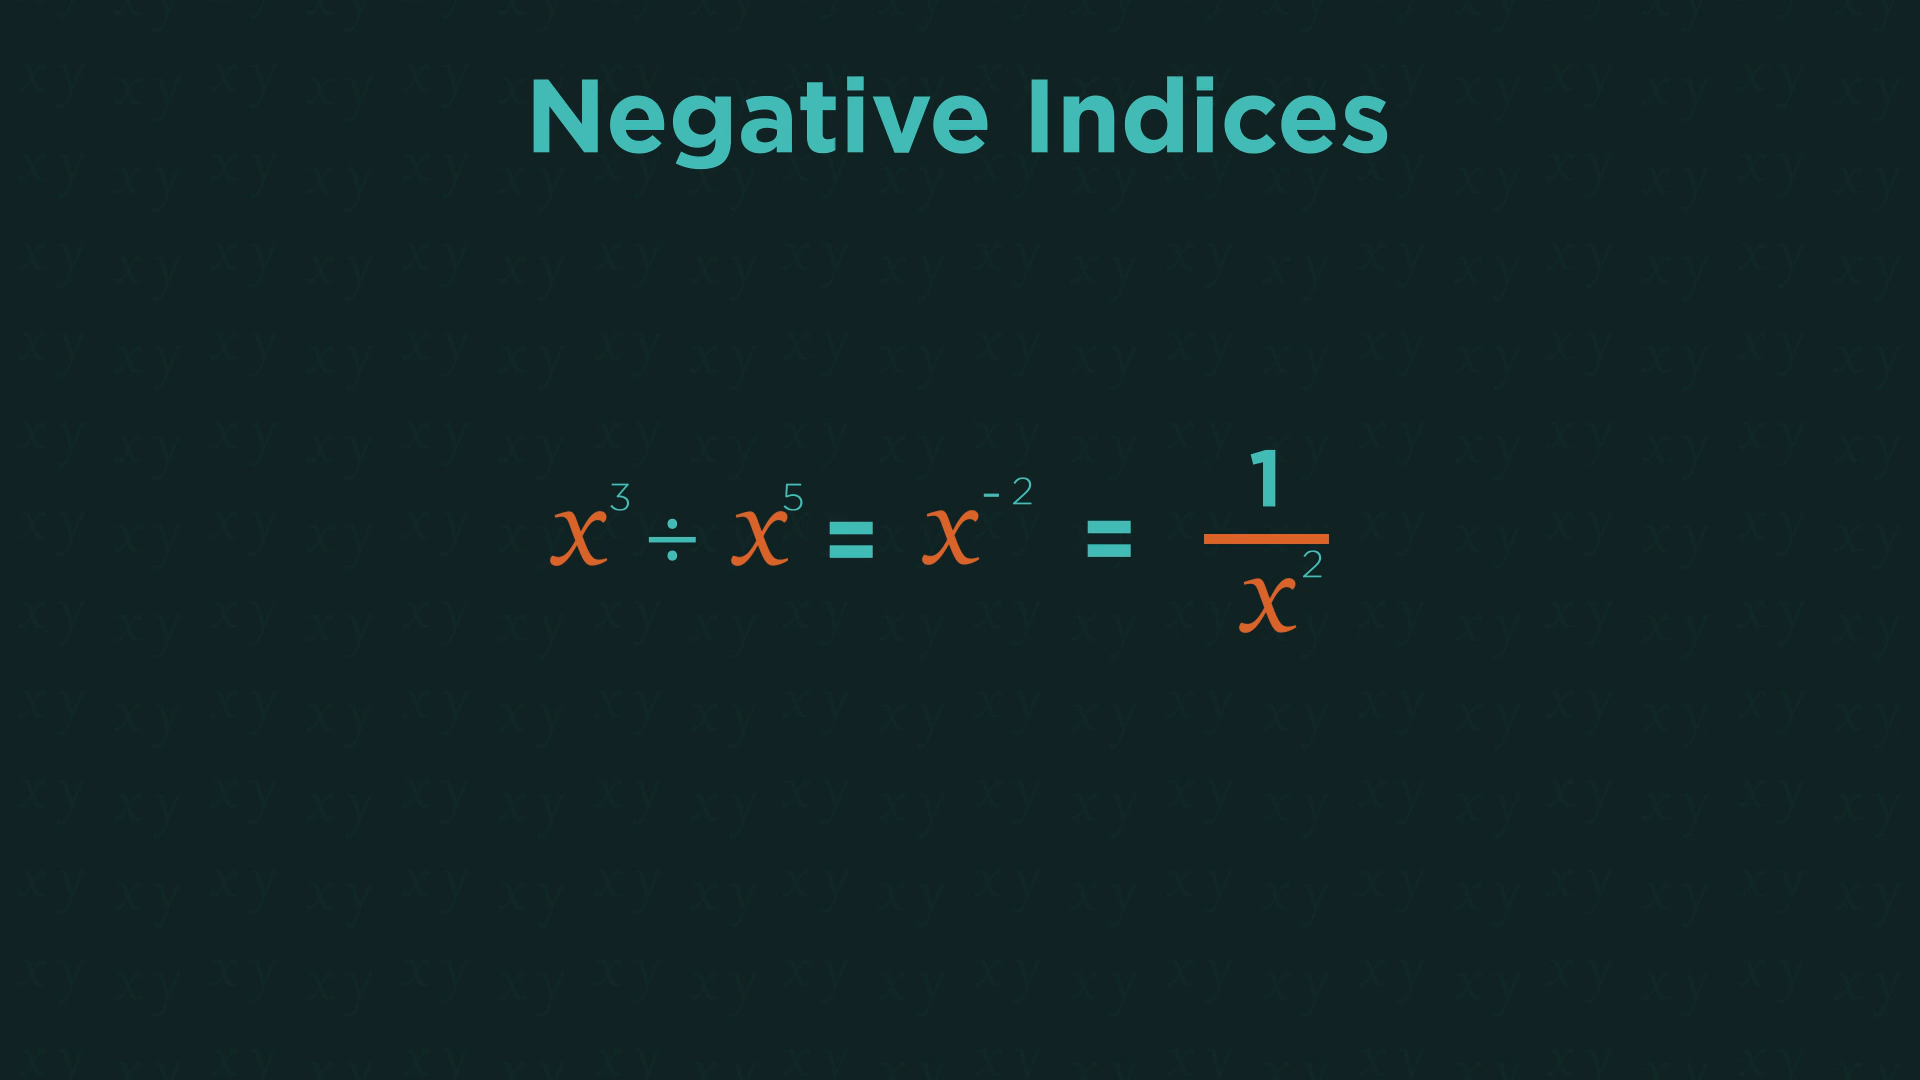 Negative Indices
x³ ÷ x⁵ = x⁻² = 1/x²